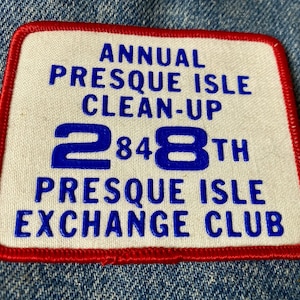 ANNUAL
PRESQUE ISLE
CLEAN-UP
2 84 8TH
PRESQUE ISLE
EXCHANGE CLUB